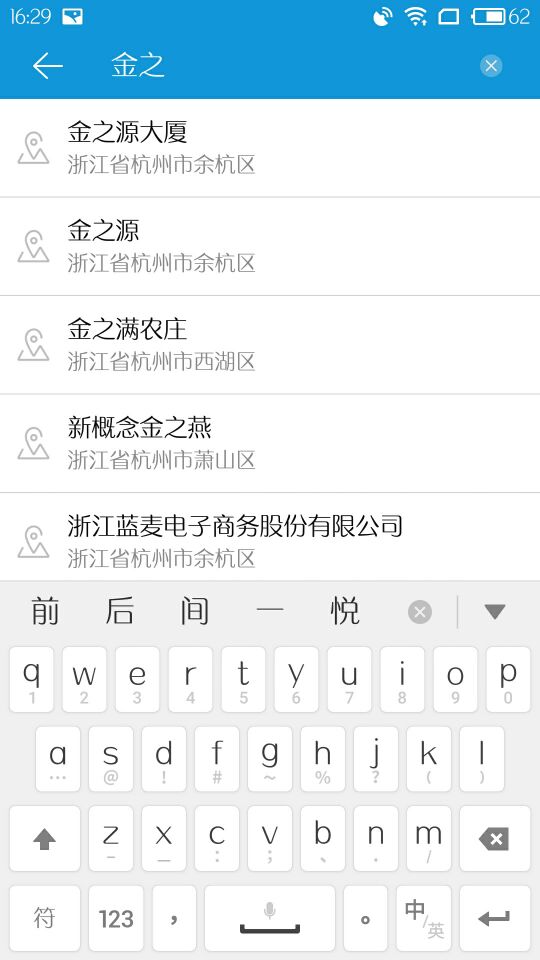 16:29 62
金之
金之源大厦
浙江省杭州市余杭区
金之源
浙江省杭州市余杭区
金之满农庄
浙江省杭州市西湖区
新概念金之燕
浙江省杭州市萧山区
浙江蓝麦电子商务股份有限公司
浙江省杭州市余杭区
前 后 间 一 悦
q w e r t y u i o p
1 2 3 4 5 6 7 8 9 0
a s d f g h j k l
… @ ! # ~ % ? ( )
z x c v b n m
- _ : ; 、 . /
符 123 , 。 中/英